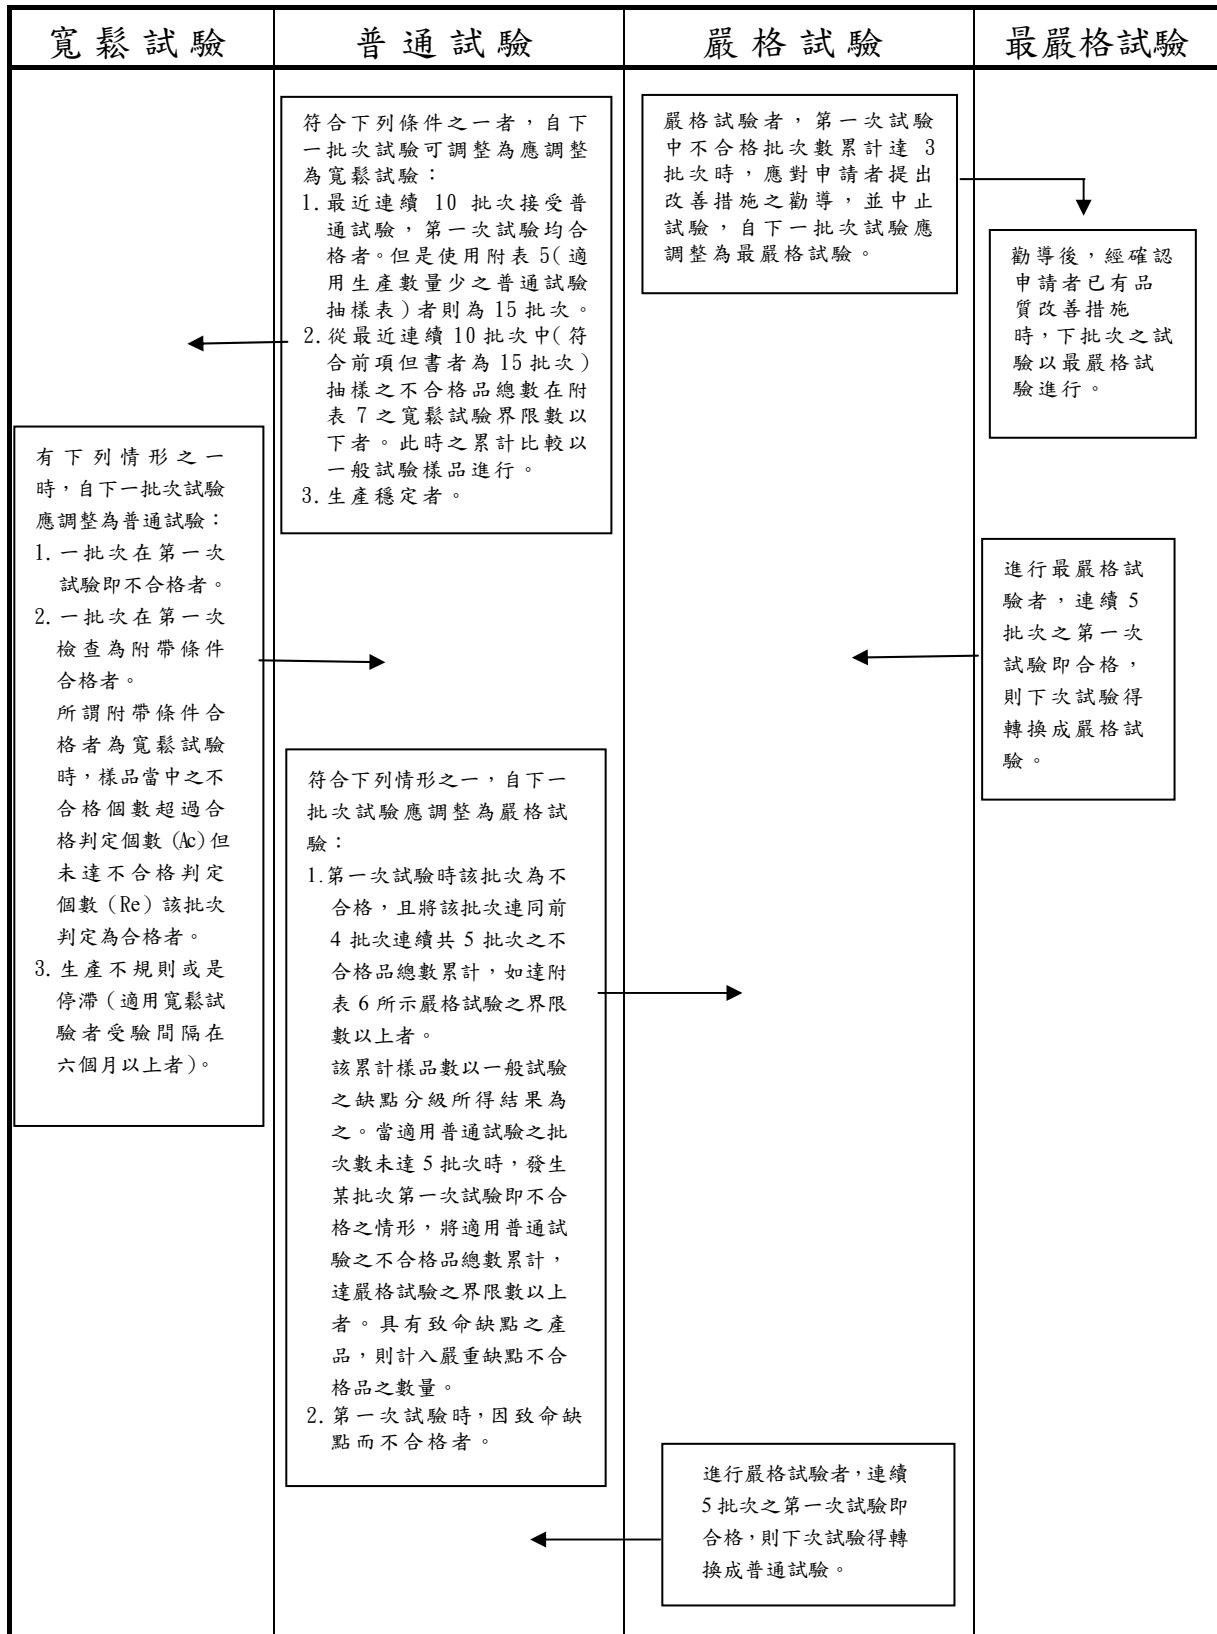 寬鬆試驗
普通試驗
嚴格試驗
最嚴格試驗
符合下列條件之一者，自下
一批次試驗可調整為應調整
為寬鬆試驗：
1.最近連續 10 批次接受普
通試驗，第一次試驗均合
格者。但是使用附表 5(適
用生產數量少之普通試驗
抽樣表)者則為 15 批次。
2.從最近連續 10 批次中(符
合前項但書者為 15 批次)
抽樣之不合格品總數在附
表 7 之寬鬆試驗界限數以
下者。此時之累計比較以
一般試驗樣品進行。
3.生產穩定者。
嚴格試驗者，第一次試驗
中不合格批次數累計達 3
批次時，應對申請者提出
改善措施之勸導，並中止
試驗，自下一批次試驗應
調整為最嚴格試驗。
勸導後，經確認
申請者已有品
質改善措施
時，下批次之試
驗以最嚴格試
驗進行。
有下列情形之一
時，自下一批次試驗
應調整為普通試驗：
1.一批次在第一次
試驗即不合格者。
2.一批次在第一次
檢查為附帶條件
合格者。
所謂附帶條件合
格者為寬鬆試驗
時，樣品當中之不
合格個數超過合
格判定個數(Ac)但
未達不合格判定
個數(Re)該批次
判定為合格者。
3.生產不規則或是
停滯(適用寬鬆試
驗者受驗間隔在
六個月以上者)。
進行最嚴格試
驗者，連續 5
批次之第一次
試驗即合格，
則下次試驗得
轉換成嚴格試
驗。
符合下列情形之一，自下一
批次試驗應調整為嚴格試
驗：
1.第一次試驗時該批次為不
合格，且將該批次連同前
4 批次連續共 5 批次之不
合格品總數累計，如達附
表 6 所示嚴格試驗之界限
數以上者。
該累計樣品數以一般試驗
之缺點分級所得結果為
之。當適用普通試驗之批
次數未達 5 批次時，發生
某批次第一次試驗即不合
格之情形，將適用普通試
驗之不合格品總數累計，
達嚴格試驗之界限數以上
者。具有致命缺點之產
品，則計入嚴重缺點不合
格品之數量。
2.第一次試驗時，因致命缺
點而不合格者。
進行嚴格試驗者，連續
5 批次之第一次試驗即
合格，則下次試驗得轉
換成普通試驗。